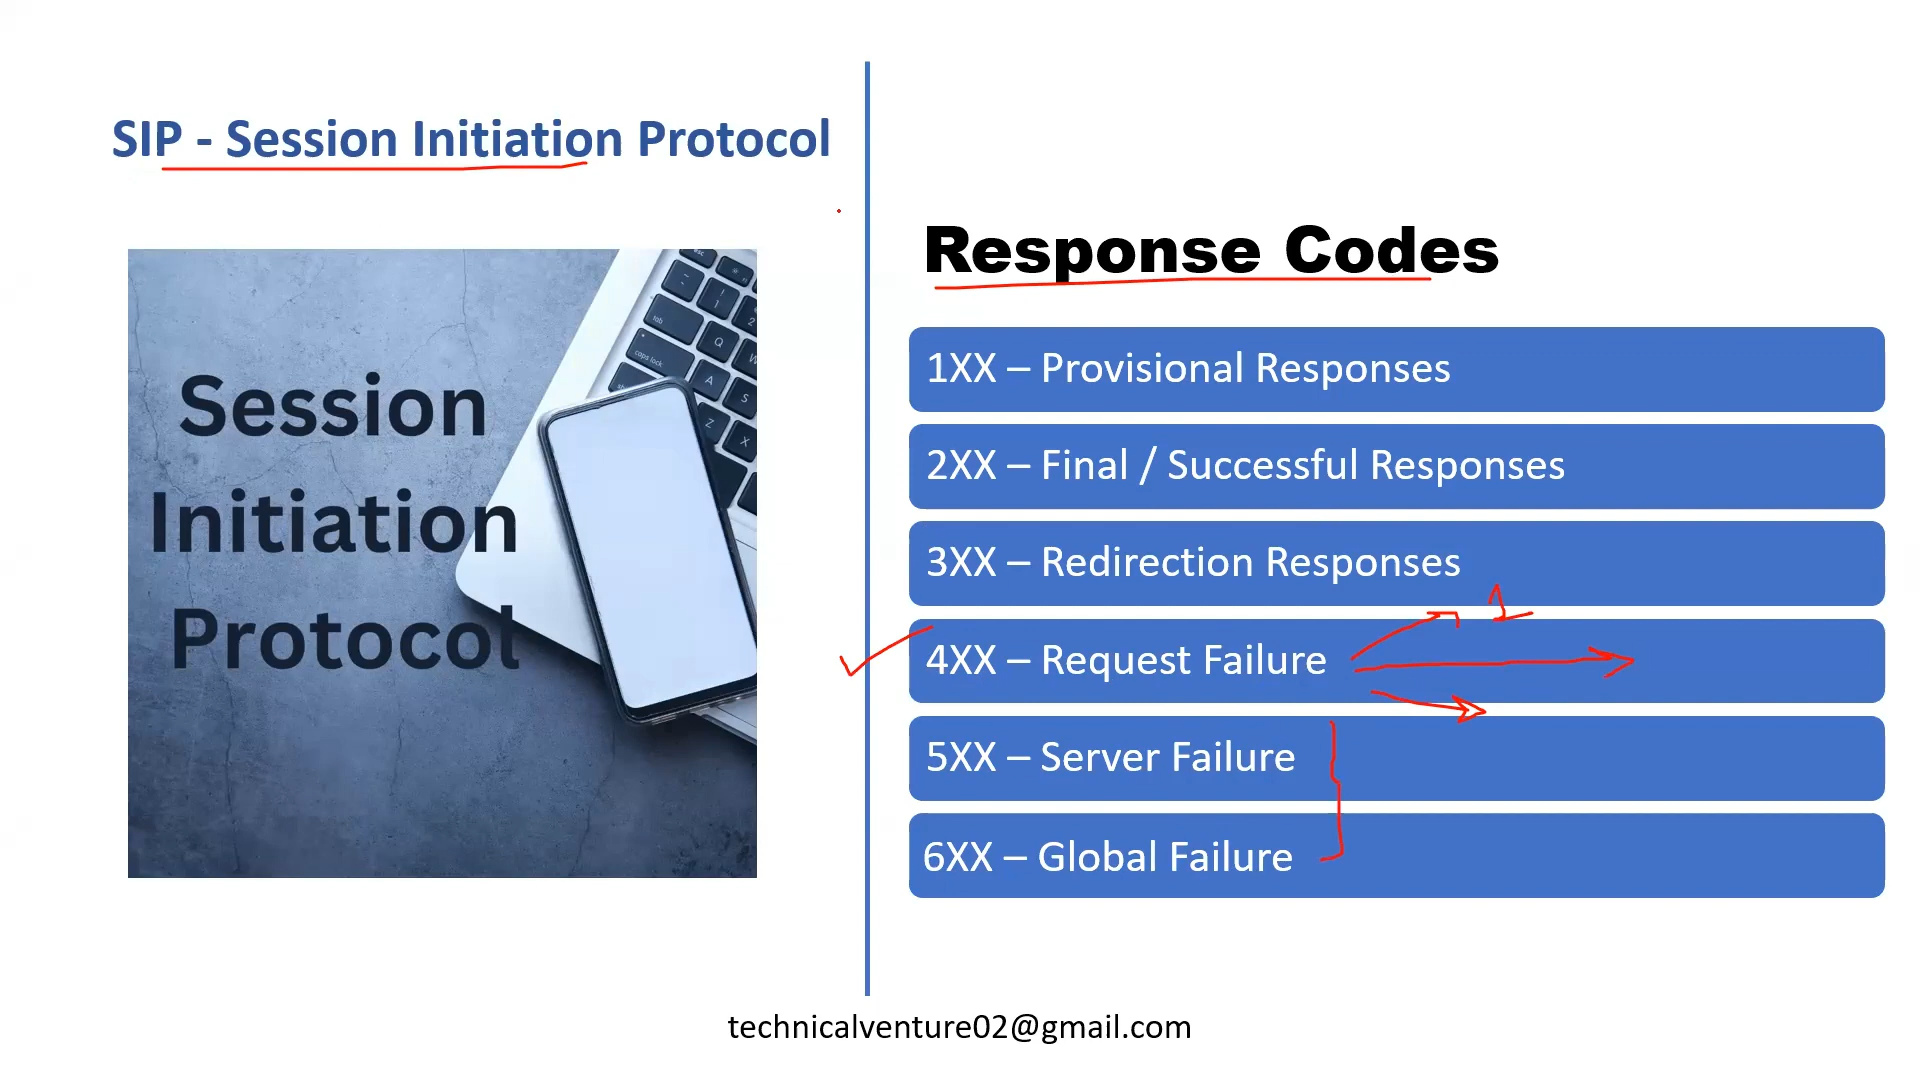 SIP - Session Initiation Protocol
Session
Initiation
Protocol
Response Codes
1XX – Provisional Responses
2XX – Final / Successful Responses
3XX – Redirection Responses
4XX – Request Failure
5XX – Server Failure
6XX – Global Failure
technicalventure02@gmail.com